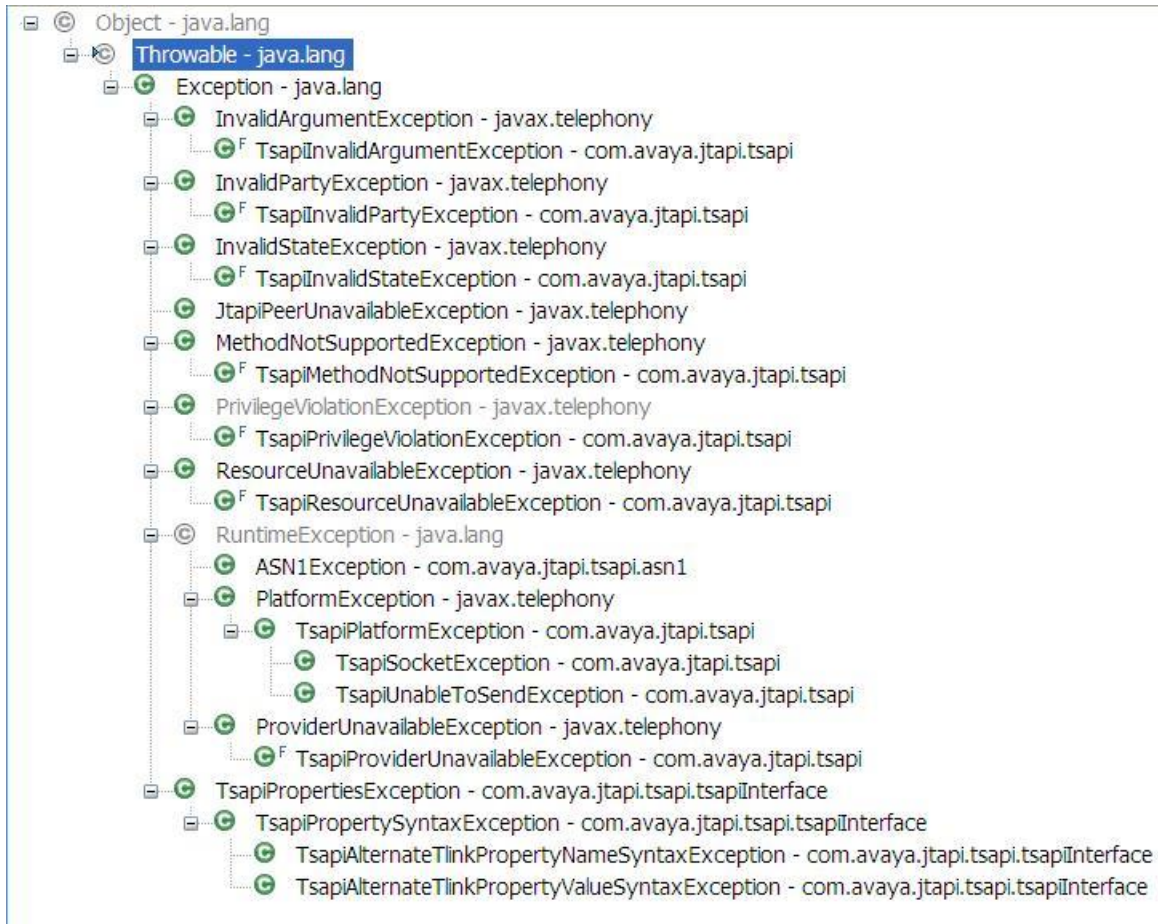 Object - java.lang
Throwable - java.lang
Exception - java.lang
InvalidArgumentException - javax.telephony
F TsapiInvalidArgumentException - com.avaya.jtapi.tsapi
InvalidPartyException - javax.telephony
F TsapiInvalidPartyException - com.avaya.jtapi.tsapi
InvalidStateException - javax.telephony
F TsapiInvalidStateException - com.avaya.jtapi.tsapi
JtapiPeerUnavailableException - javax.telephony
MethodNotSupportedException - javax.telephony
F TsapiMethodNotSupportedException - com.avaya.jtapi.tsapi
PrivilegeViolationException - javax.telephony
F TsapiPrivilegeViolationException - com.avaya.jtapi.tsapi
ResourceUnavailableException - javax.telephony
F TsapiResourceUnavailableException - com.avaya.jtapi.tsapi
RuntimeException - java.lang
ASN1Exception - com.avaya.jtapi.tsapi.asn1
PlatformException - javax.telephony
TsapiPlatformException - com.avaya.jtapi.tsapi
TsapiSocketException - com.avaya.jtapi.tsapi
TsapiUnableToSendException - com.avaya.jtapi.tsapi
ProviderUnavailableException - javax.telephony
F TsapiProviderUnavailableException - com.avaya.jtapi.tsapi
TsapiPropertiesException - com.avaya.jtapi.tsapi.tsapiInterface
TsapiPropertySyntaxException - com.avaya.jtapi.tsapi.tsapiInterface
TsapiAlternateTlinkPropertyNameSyntaxException - com.avaya.jtapi.tsapi.tsapiInterface
TsapiAlternateTlinkPropertyValueSyntaxException - com.avaya.jtapi.tsapi.tsapiInterface